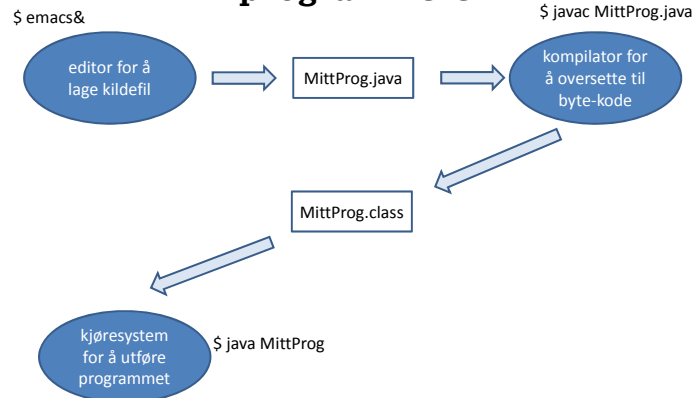 $ emacs&
$ javac MittProg.java
editor for å
lage kildefil
MittProg.java
kompilator for
å oversette til
byte-kode
MittProg.class
kjøresystem
for å utføre
programmet
$ java MittProg